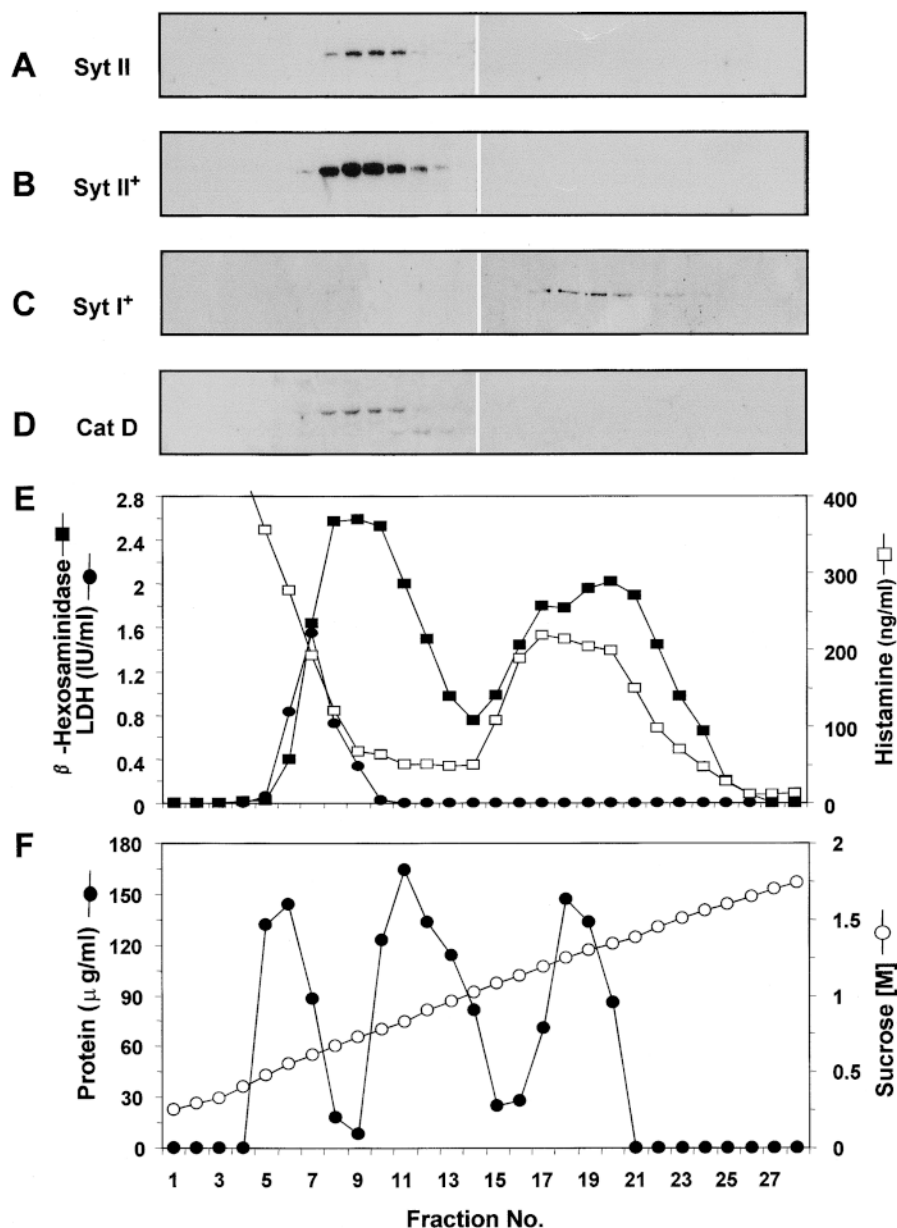 A Syt II
B Syt II⁺
C Syt I⁺
D Cat D
E
β-Hexosaminidase
LDH (IU/ml)
2.8
2.4
2
1.6
1.2
0.8
0.4
0
400
300
200
100
0
Histamine (ng/ml)
F
Protein (μ g/ml)
180
150
120
90
60
30
0
2
1.5
1
0.5
0
Sucrose [M]
1 3 5 7 9 11 13 15 17 19 21 23 25 27
Fraction No.